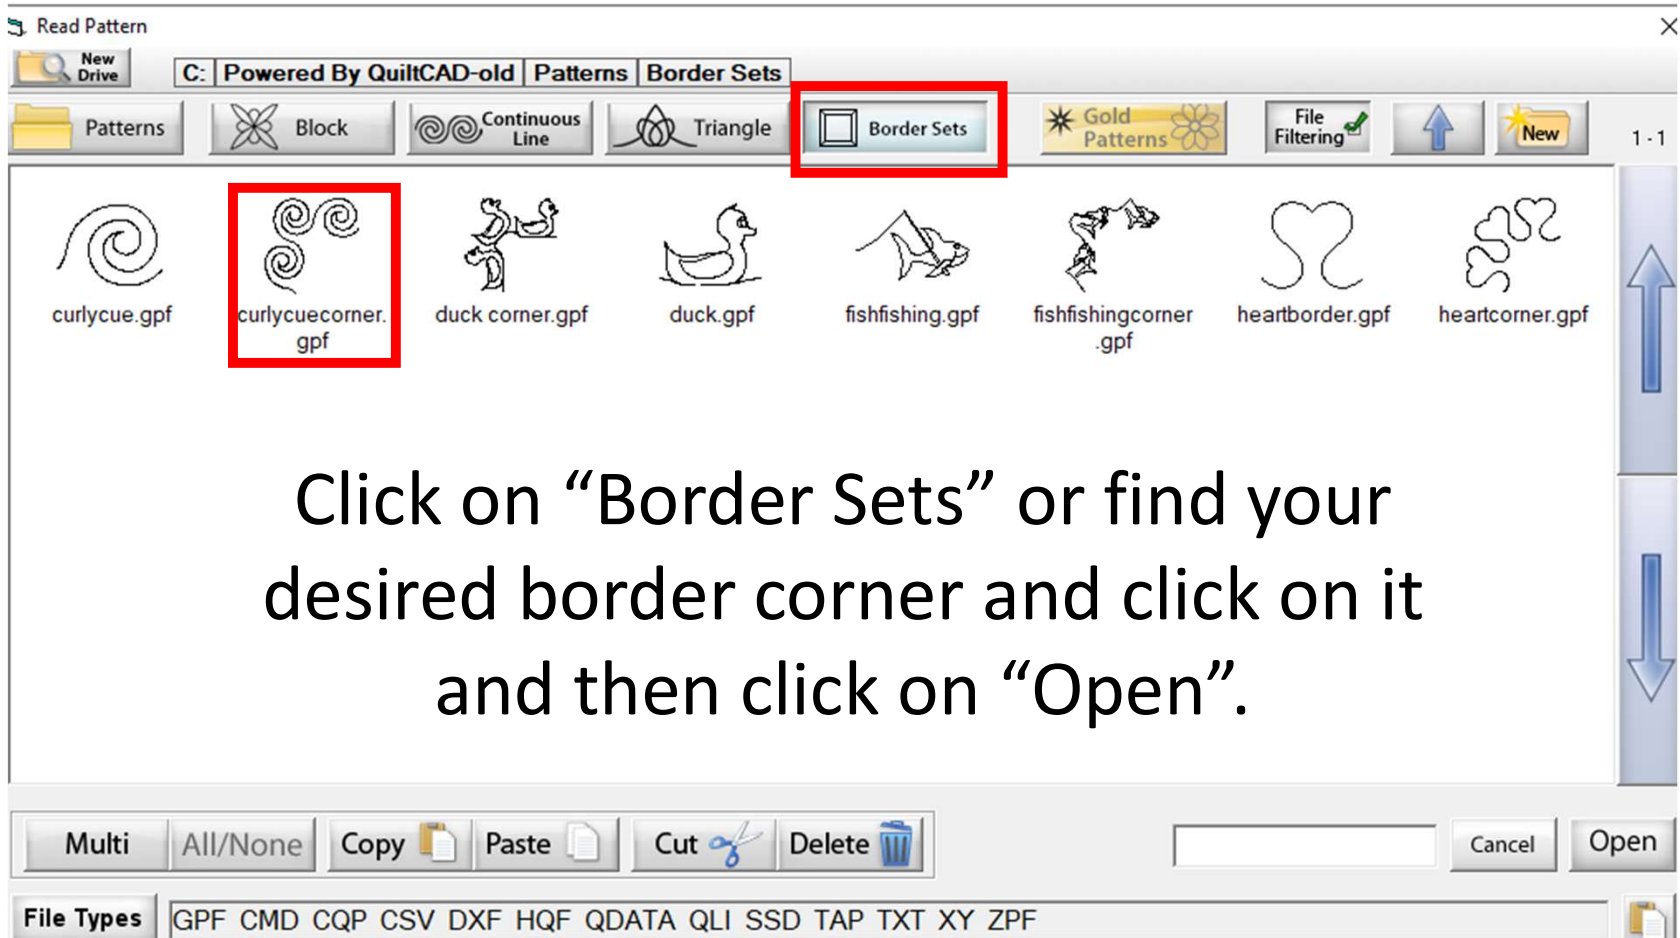 Read Pattern
New
Drive
C: Powered By QuiltCAD-old Patterns Border Sets
Patterns
Block
Continuous
Line
Triangle
Border Sets
Gold
Patterns
File
Filtering
New
1 - 1
curlycue.gpf
curlycuecorner.
gpf
duck corner.gpf
duck.gpf
fishfishing.gpf
fishfishingcorner
.gpf
heartborder.gpf
heartcorner.gpf
Click on “Border Sets” or find your
desired border corner and click on it
and then click on “Open”.
Multi
All/None
Copy
Paste
Cut
Delete
Cancel
Open
File Types
GPF CMD CQP CSV DXF HQF QDATA QLI SSD TAP TXT XY ZPF